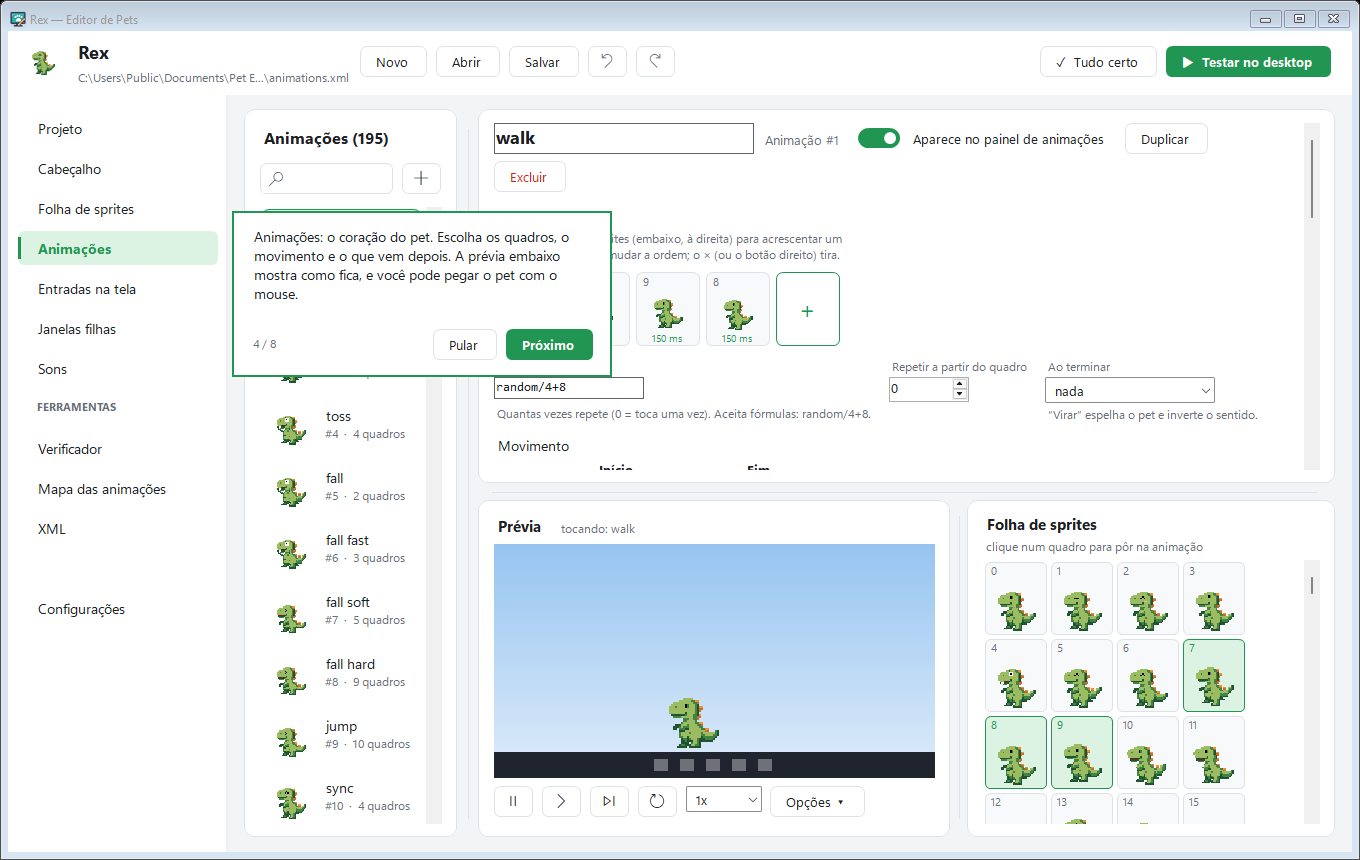 Rex — Editor de Pets
Rex
C:\Users\Public\Documents\Pet E...\animations.xml
Novo
Abrir
Salvar
✓ Tudo certo
Testar no desktop
Projeto
Cabeçalho
Folha de sprites
Animações
Entradas na tela
Janelas filhas
Sons
FERRAMENTAS
Verificador
Mapa das animações
XML
Configurações
Animações (195)
Animações: o coração do pet. Escolha os quadros, o
movimento e o que vem depois. A prévia embaixo
mostra como fica, e você pode pegar o pet com o
mouse.
4 / 8
Pular
Próximo
toss
#4 · 4 quadros
fall
#5 · 2 quadros
fall fast
#6 · 3 quadros
fall soft
#7 · 5 quadros
fall hard
#8 · 9 quadros
jump
#9 · 10 quadros
sync
#10 · 4 quadros
walk
Animação #1
Aparece no painel de animações
Duplicar
Excluir
(embaixo, à direita) para acrescentar um
mudar a ordem; o × (ou o botão direito) tira.
9
150 ms
8
150 ms
+
random/4+8
Repetir a partir do quadro
0
Ao terminar
nada
Quantas vezes repete (0 = toca uma vez). Aceita fórmulas: random/4+8.
“Virar” espelha o pet e inverte o sentido.
Movimento
Início
Fim
Prévia
tocando: walk
1x
Opções
Folha de sprites
clique num quadro para pôr na animação
0
1
2
3
4
5
6
7
8
9
10
11
12
13
14
15